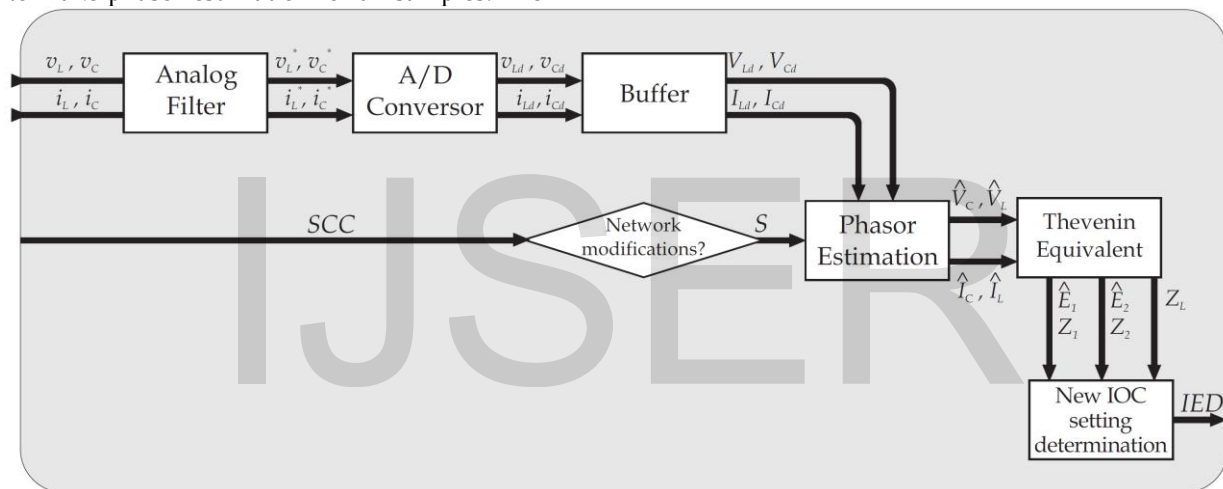 v_L , v_C
i_L , i_C
Analog
Filter
v_L^* , v_C^*
i_L^* , i_C^*
A/D
Conversor
v_Ld , v_Cd
i_Ld , i_Cd
Buffer
V_Ld , V_Cd
I_Ld , I_Cd
SCC
Network
modifications?
S
Phasor
Estimation
V̂_C , V̂_L
Î_C , Î_L
Thevenin
Equivalent
Ê_1
Z_1
Ê_2
Z_2
Z_L
New IOC
setting
determination
IED
IJSER